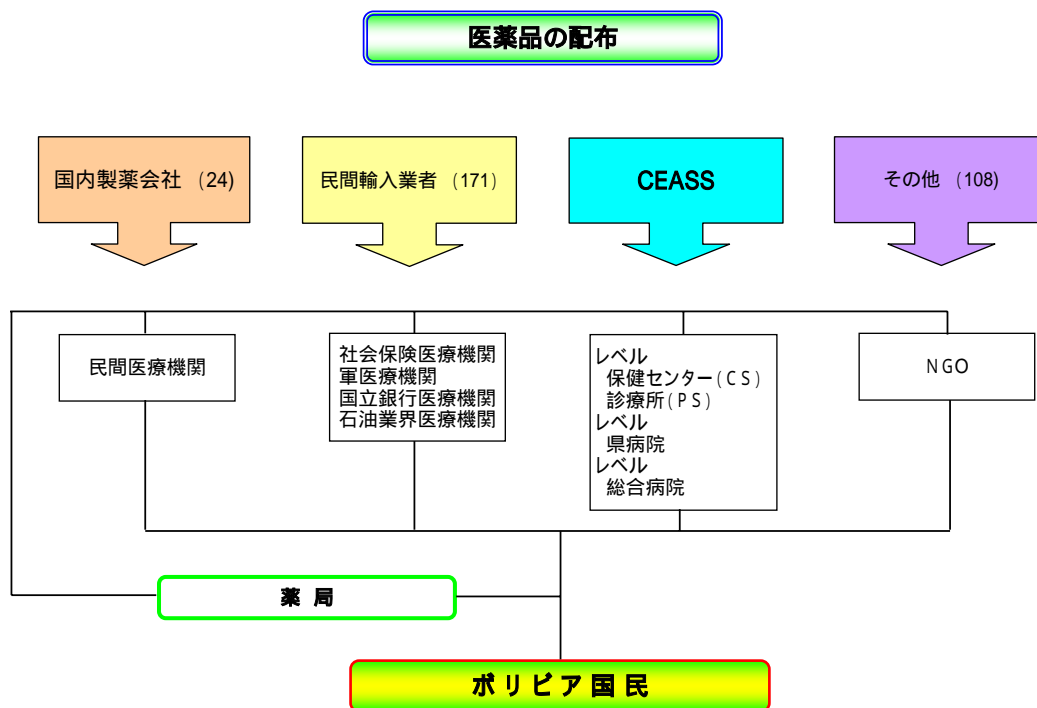 医薬品の配布
国内製薬会社 (24)
民間輸入業者 (171)
CEASS
その他 (108)
民間医療機関
社会保険医療機関
軍医療機関
国立銀行医療機関
石油業界医療機関
レベル
保健センター(CS)
診療所(PS)
レベル
県病院
レベル
総合病院
NGO
薬 局
ボリビア国民